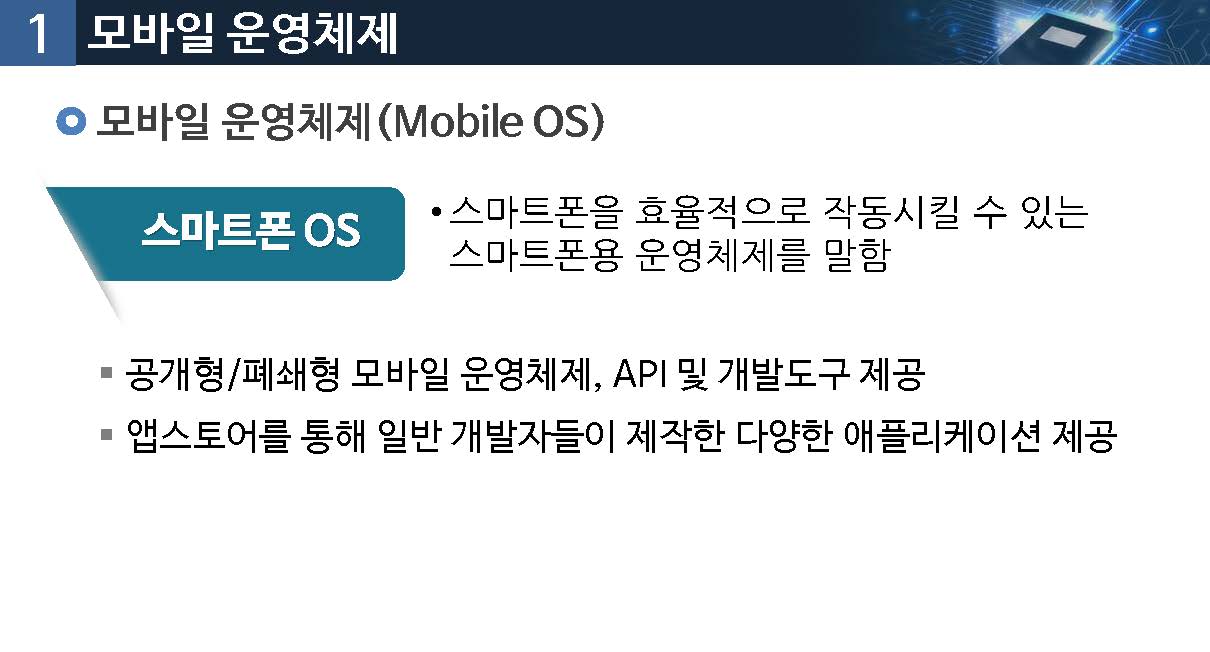 1 모바일 운영체제
모바일 운영체제(Mobile OS)
스마트폰 OS
• 스마트폰을 효율적으로 작동시킬 수 있는
스마트폰용 운영체제를 말함
▪ 공개형/폐쇄형 모바일 운영체제, API 및 개발도구 제공
▪ 앱스토어를 통해 일반 개발자들이 제작한 다양한 애플리케이션 제공